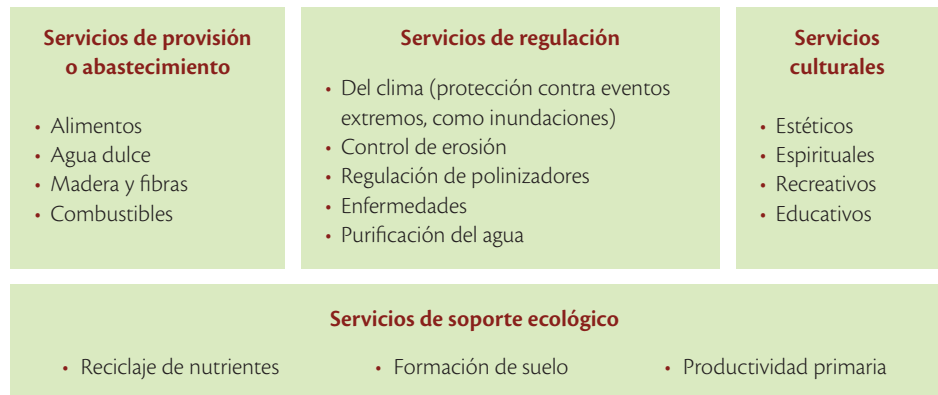 Servicios de provisión
o abastecimiento
• Alimentos
• Agua dulce
• Madera y fibras
• Combustibles
Servicios de regulación
• Del clima (protección contra eventos
extremos, como inundaciones)
• Control de erosión
• Regulación de polinizadores
• Enfermedades
• Purificación del agua
Servicios
culturales
• Estéticos
• Espirituales
• Recreativos
• Educativos
Servicios de soporte ecológico
• Reciclaje de nutrientes • Formación de suelo • Productividad primaria